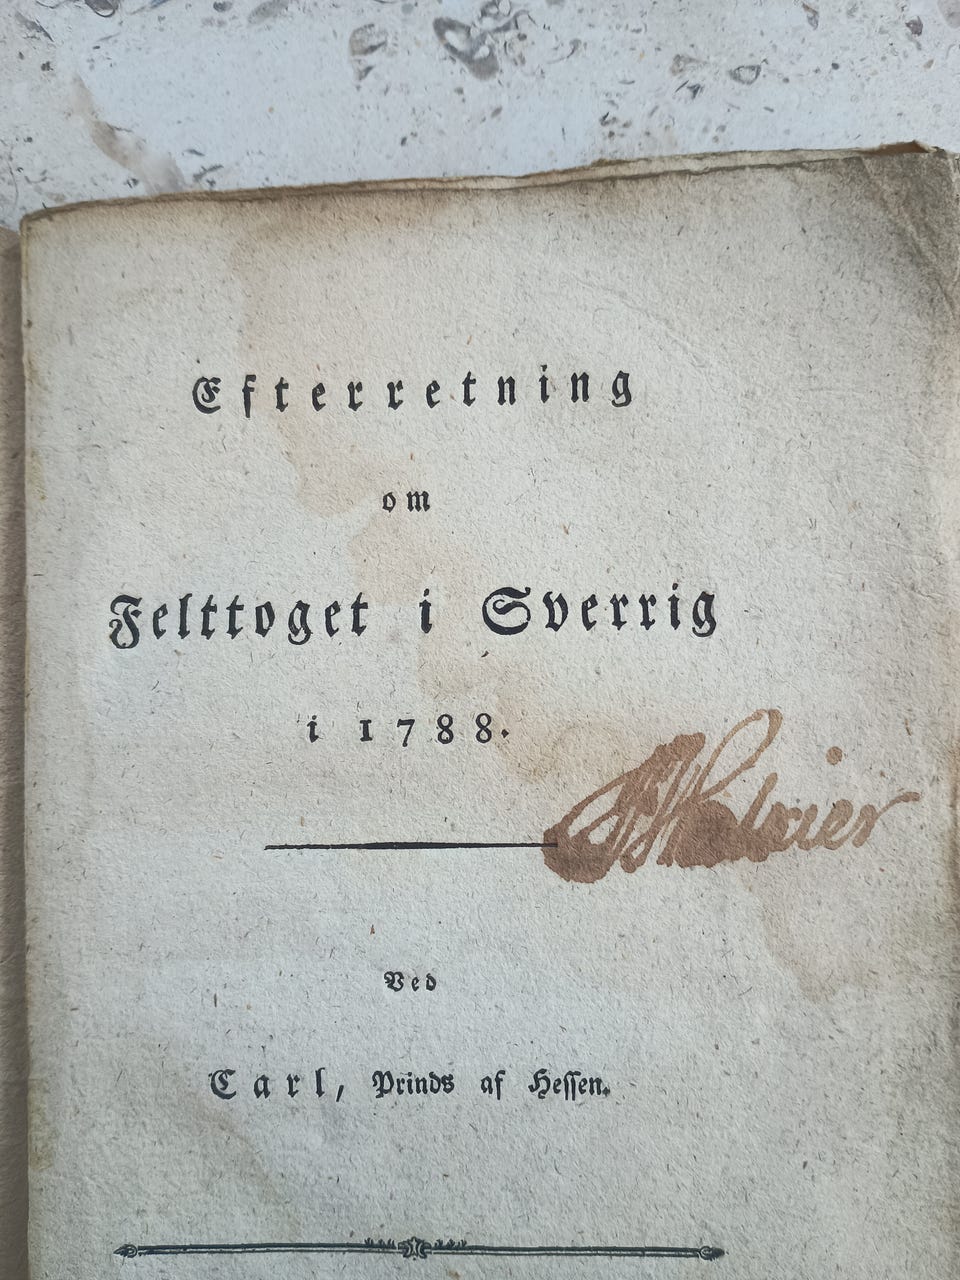 Efterretning
om
Felttoget i Sverrig
i 1788.
Ved
Carl, Prinds af Hessen.